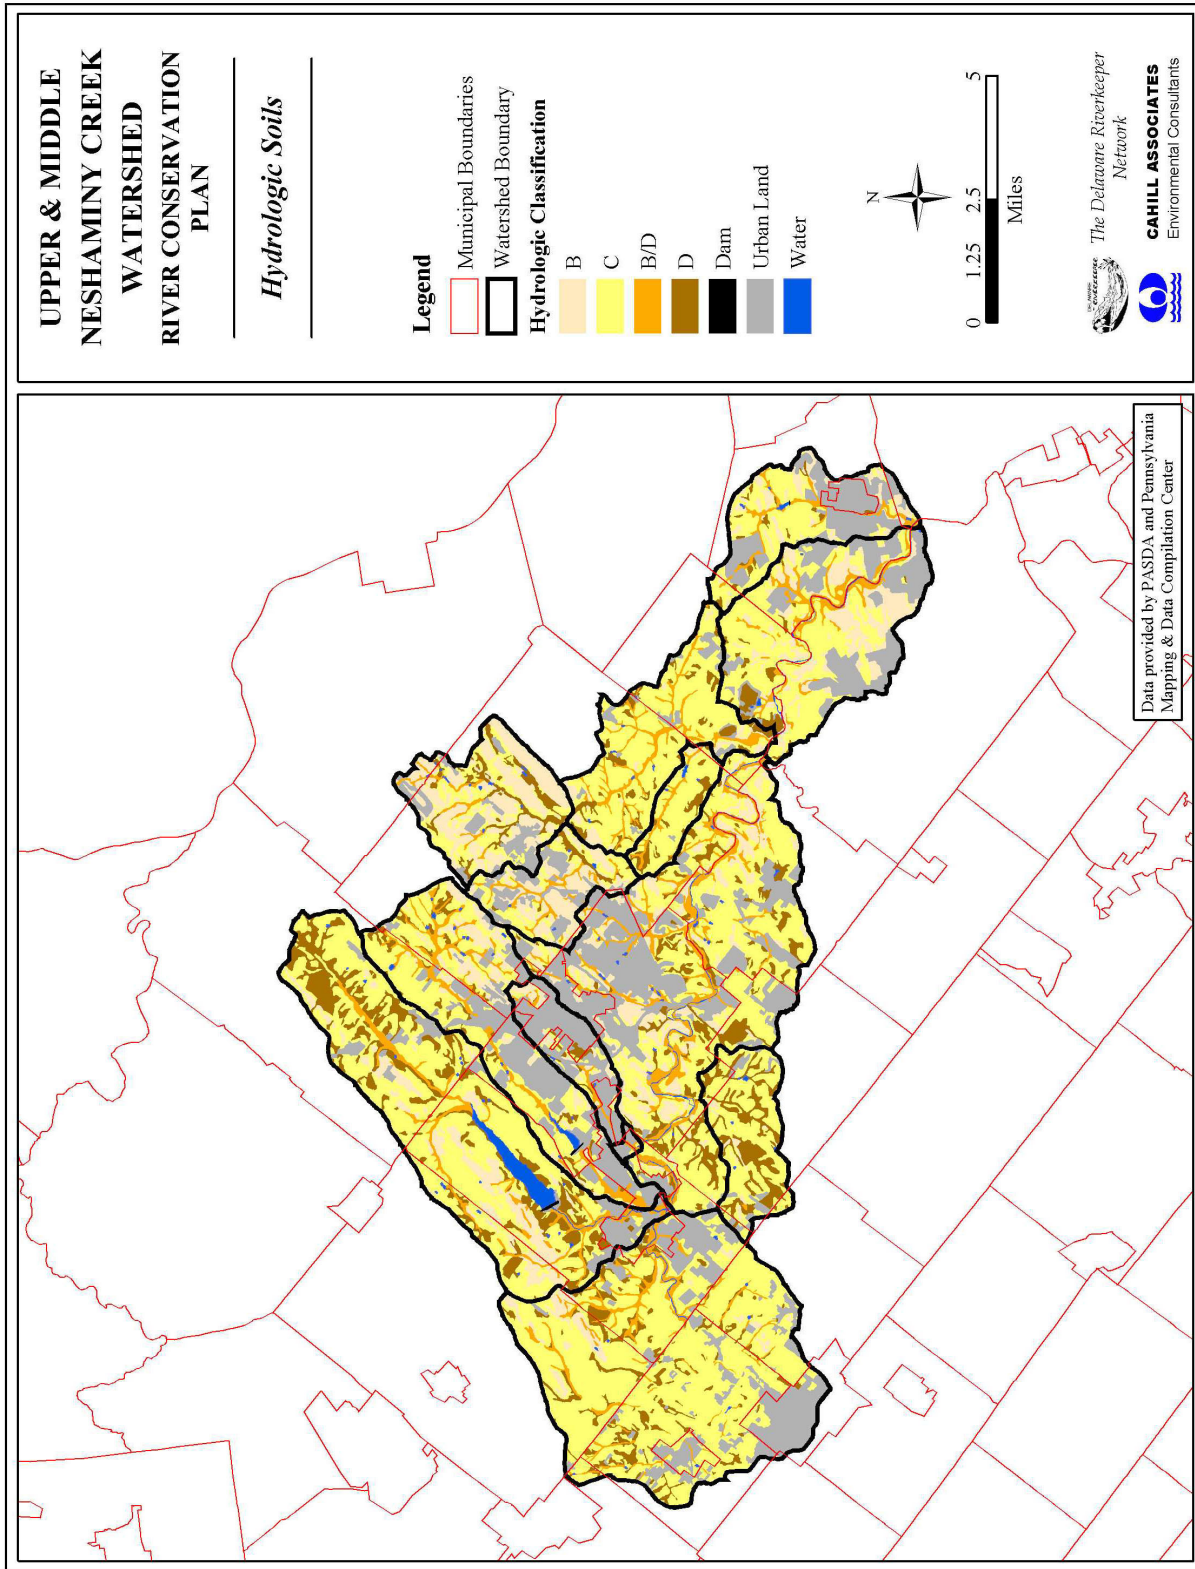 UPPER & MIDDLE
NESHAMINY CREEK
WATERSHED
RIVER CONSERVATION
PLAN
Hydrologic Soils
Legend
Municipal Boundaries
Watershed Boundary
Hydrologic Classification
B
C
B/D
D
Dam
Urban Land
Water
N
0 1.25 2.5 5
Miles
The Delaware Riverkeeper
Network
CAHILL ASSOCIATES
Environmental Consultants
Data provided by PASDA and Pennsylvania
Mapping & Data Compilation Center